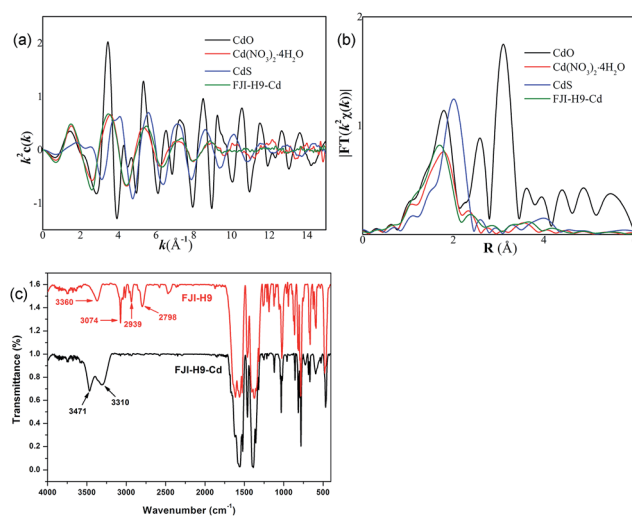 (a)
2
1
0
-1
k²c(k)
CdO
Cd(NO₃)₂·4H₂O
CdS
FJI-H9-Cd
0 2 4 6 8 10 12 14
k(Å⁻¹)
(b)
2
1
0
|FT(k²χ(k))|
CdO
Cd(NO₃)₂·4H₂O
CdS
FJI-H9-Cd
0 2 4
R (Å)
(c)
1.6
1.4
1.2
1.0
0.8
0.6
0.4
0.2
0.0
Transmittance (%)
FJI-H9
3360
3074
2939
2798
FJI-H9-Cd
3471
3310
4000 3500 3000 2500 2000 1500 1000 500
Wavenumber (cm⁻¹)